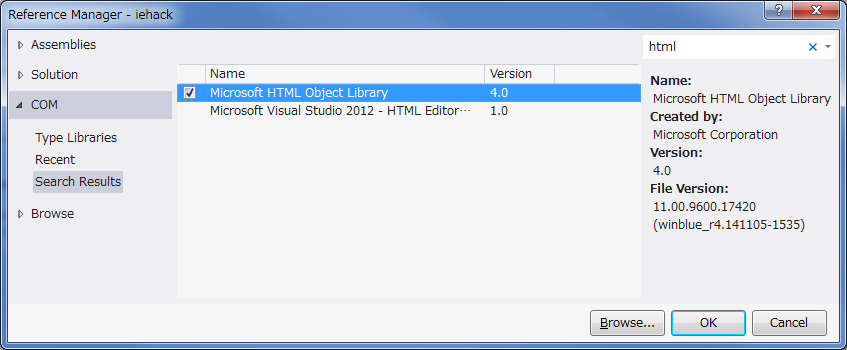 Reference Manager - iehack
Assemblies
Solution
COM
Type Libraries
Recent
Search Results
Browse
Name Version
Microsoft HTML Object Library 4.0
Microsoft Visual Studio 2012 - HTML Editor⋯ 1.0
html
Name:
Microsoft HTML Object Library
Created by:
Microsoft Corporation
Version:
4.0
File Version:
11.00.9600.17420
(winblue_r4.141105-1535)
Browse... OK Cancel